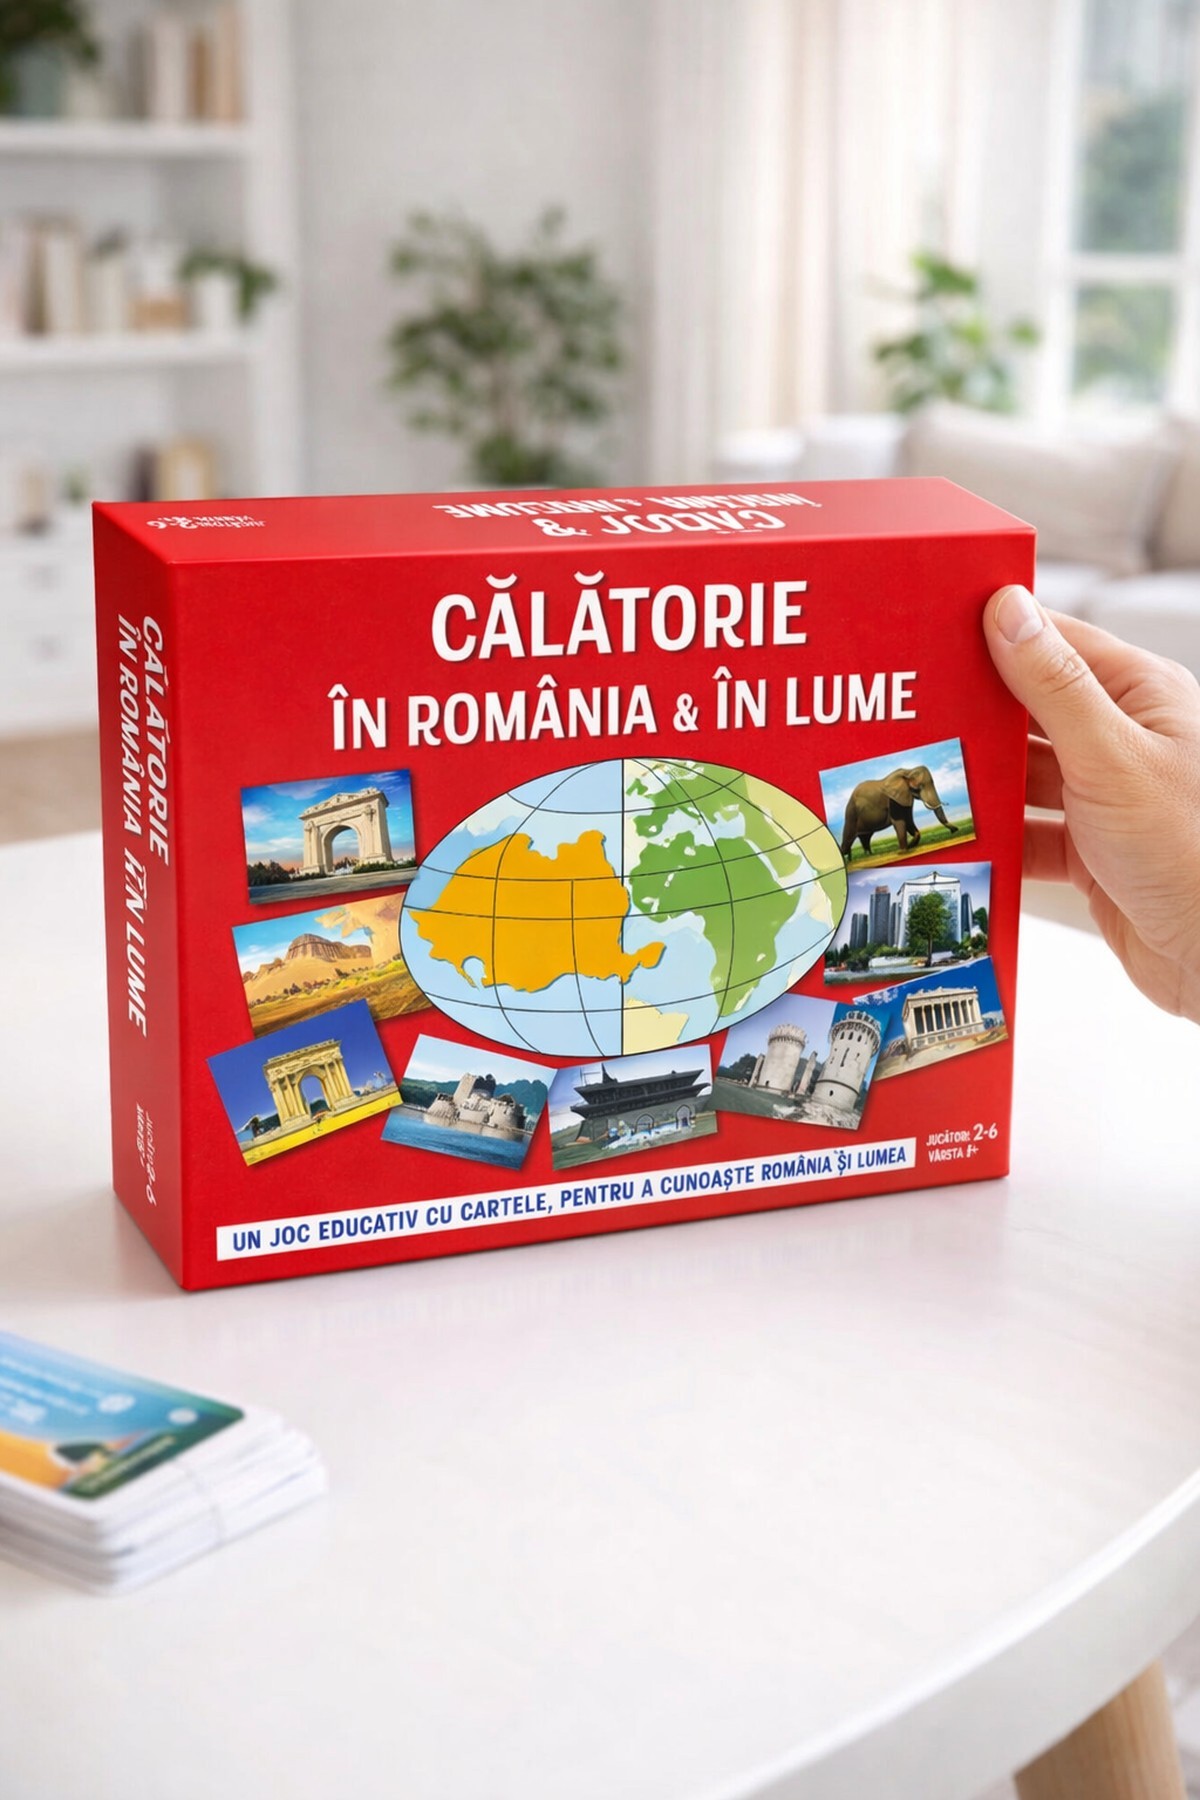 CĂLĂTORIE
ÎN ROMÂNIA & ÎN LUME
JUCĂTORI: 2-6
VÂRSTA
UN JOC EDUCATIV CU CARTELE, PENTRU A CUNOAȘTE ROMÂNIA ȘI LUMEA
CĂLĂTORIE
ÎN ROMÂNIA ÎN LUME